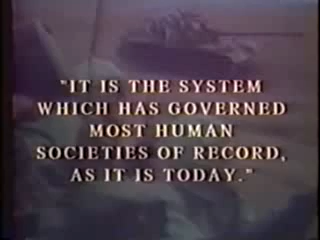 "IT IS THE SYSTEM
WHICH HAS GOVERNED
MOST HUMAN
SOCIETIES OF RECORD,
AS IT IS TODAY."